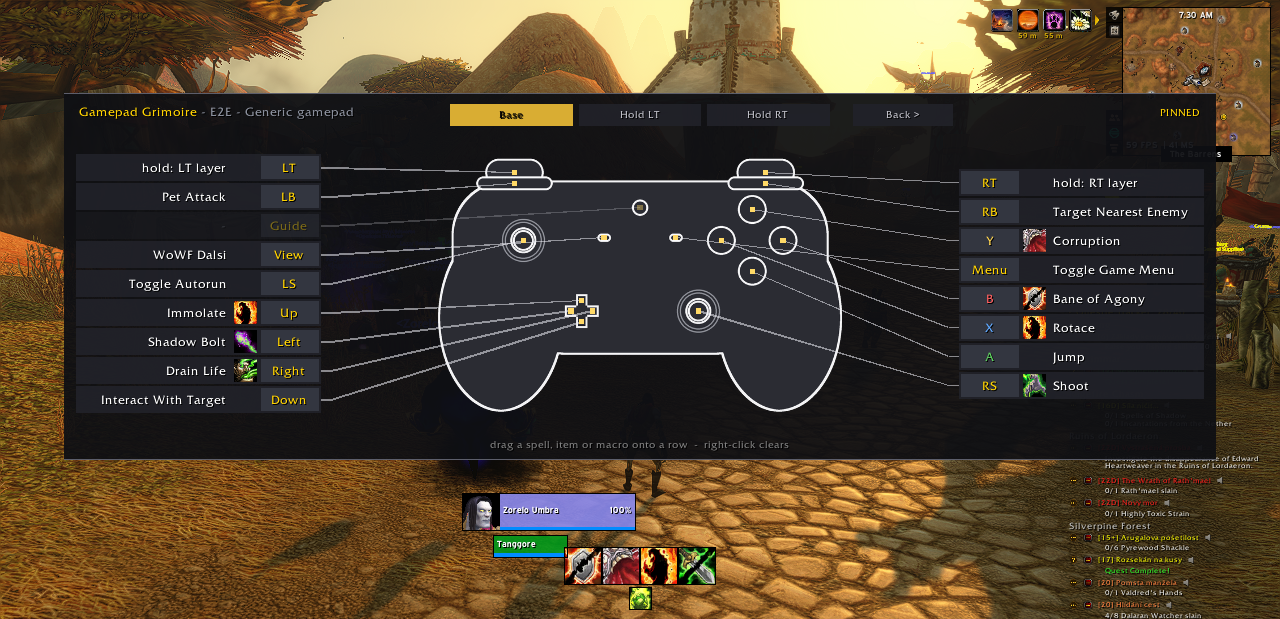 7:30 AM
59 m 55 m
Gamepad Grimoire - E2E - Generic gamepad
Base
Hold LT
Hold RT
Back >
PINNED
The Barrens
hold: LT layer LT
Pet Attack LB
- Guide
WoWF Dalsi View
Toggle Autorun LS
Immolate Up
Shadow Bolt Left
Drain Life Right
Interact With Target Down
RT hold: RT layer
RB Target Nearest Enemy
Y Corruption
Menu Toggle Game Menu
B Bane of Agony
X Rotace
A Jump
RS Shoot
drag a spell, item or macro onto a row - right-click clears
of Edward
Heartweaver in the Ruins of Lordaeron.
0/1 Rath'mael slain
0/1 Highly Toxic Strain
Silverpine Forest
[15+] Arugalova pošetilost
0/6 Pyrewood Shackle
[17] Rozsekán na kusy
Quest Complete!
[20] Pomsta manžela
0/1 Valdred's Hands
[20] Hlídání cest
4/8 Dalaran Watcher slain
Zorelo Umbra 100%
Tanggore